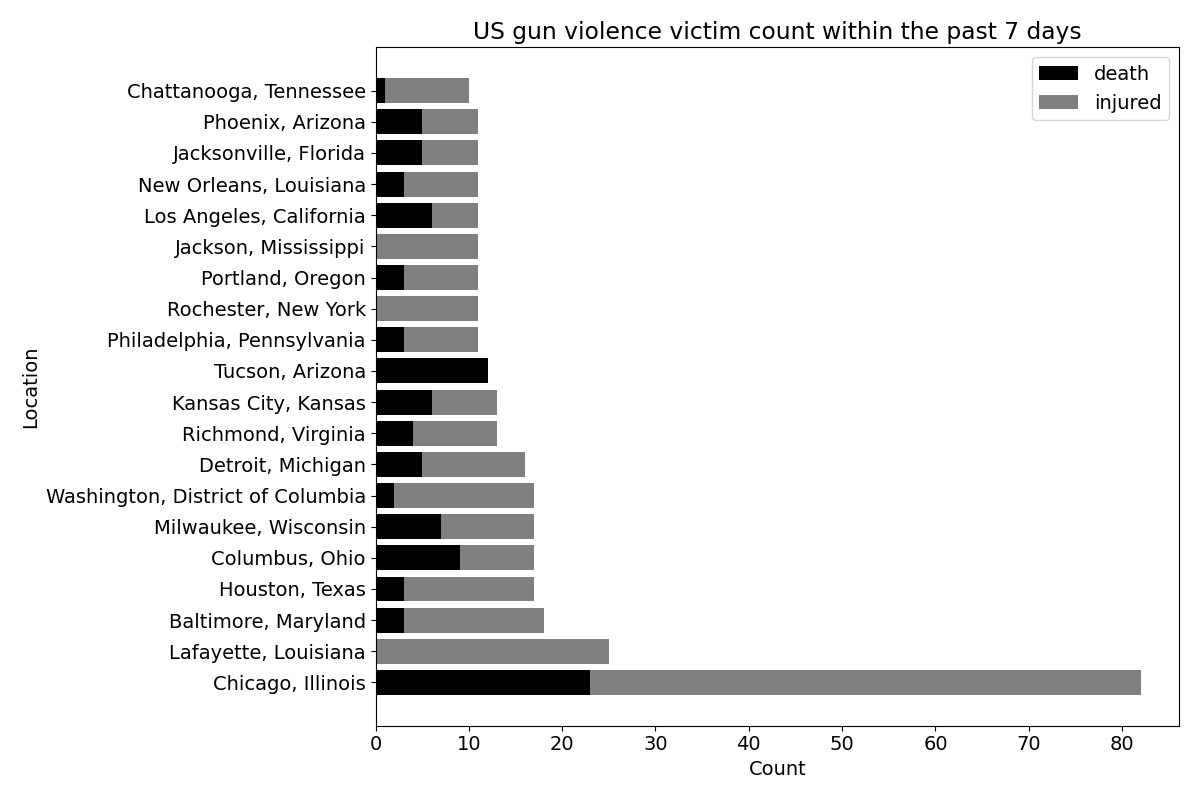 US gun violence victim count within the past 7 days
death
injured
Location
Chattanooga, Tennessee
Phoenix, Arizona
Jacksonville, Florida
New Orleans, Louisiana
Los Angeles, California
Jackson, Mississippi
Portland, Oregon
Rochester, New York
Philadelphia, Pennsylvania
Tucson, Arizona
Kansas City, Kansas
Richmond, Virginia
Detroit, Michigan
Washington, District of Columbia
Milwaukee, Wisconsin
Columbus, Ohio
Houston, Texas
Baltimore, Maryland
Lafayette, Louisiana
Chicago, Illinois
0 10 20 30 40 50 60 70 80
Count